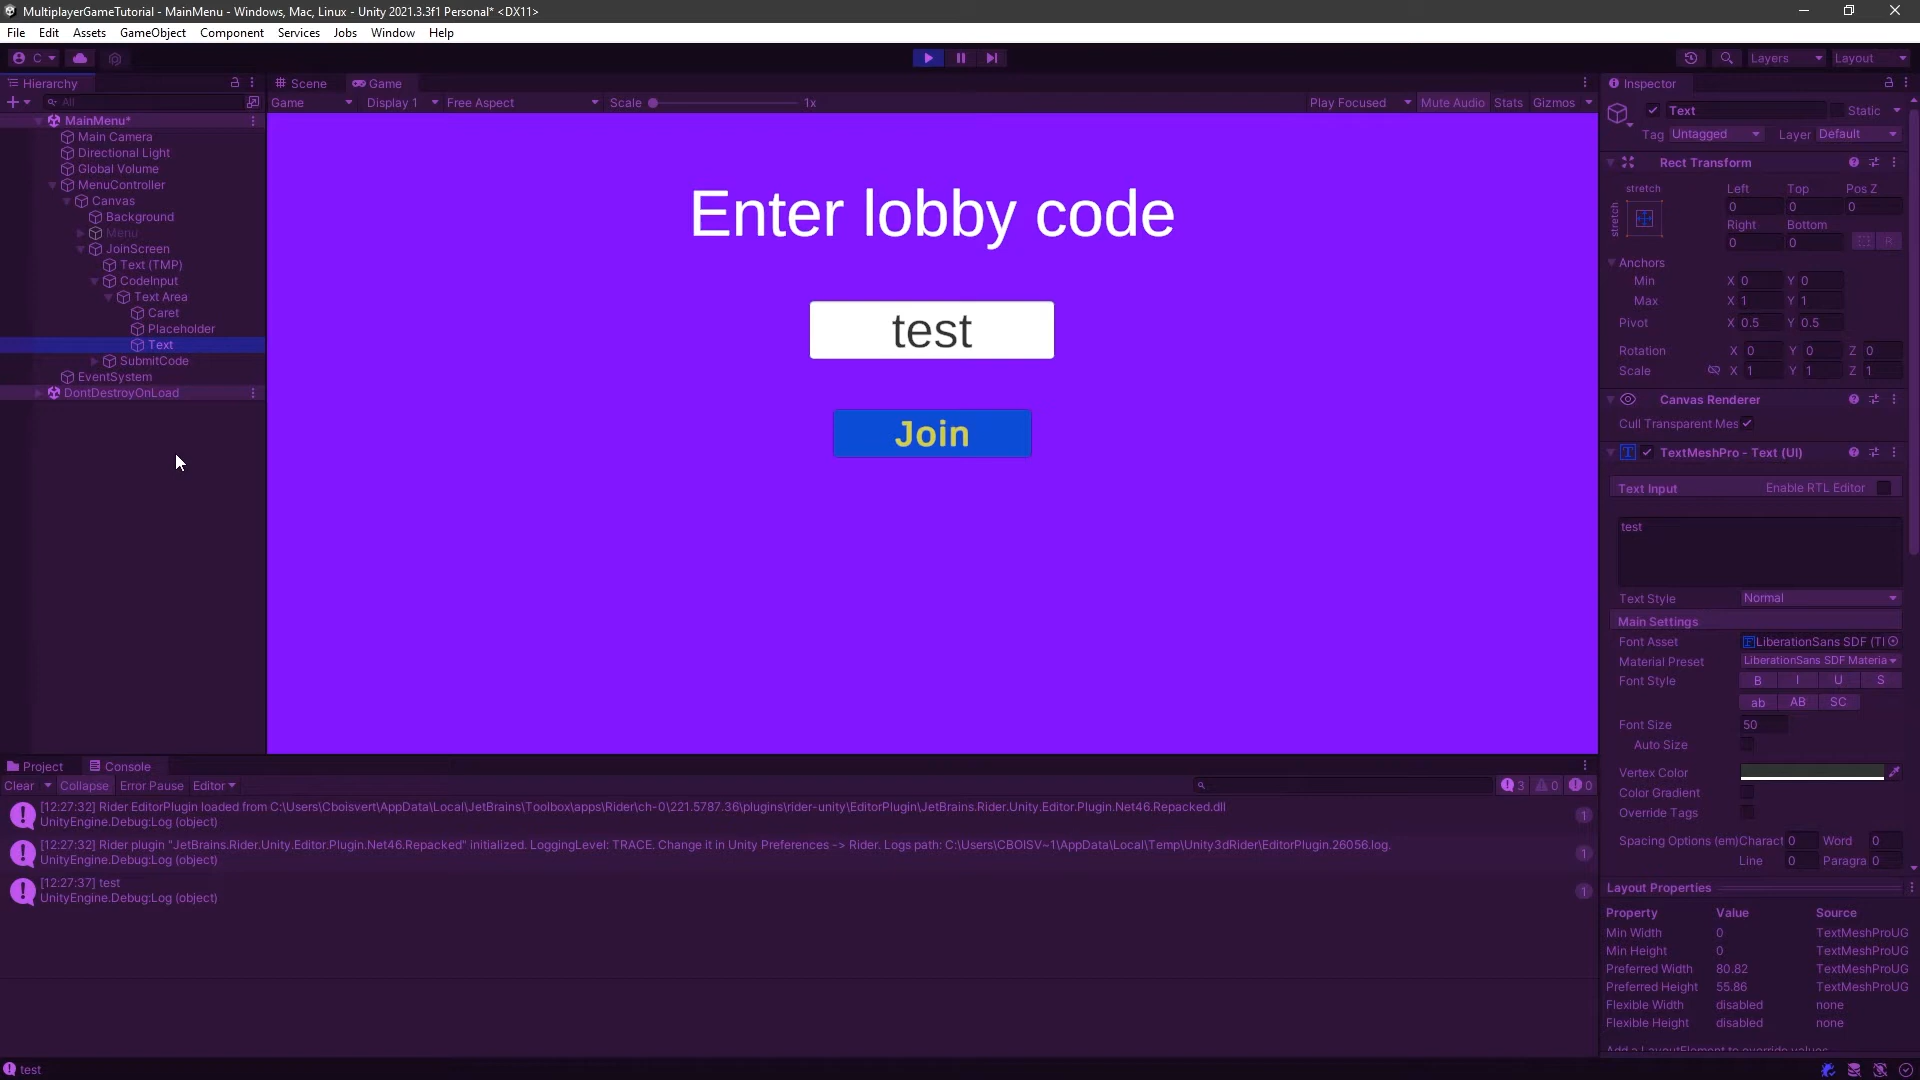 MultiplayerGameTutorial - MainMenu - Windows, Mac, Linux - Unity 2021.3.3f1 Personal* <DX11>
File Edit Assets GameObject Component Services Jobs Window Help
C Layers Layout
Hierarchy
All
MainMenu*
Main Camera
Directional Light
Global Volume
MenuController
Canvas
Background
Menu
JoinScreen
Text (TMP)
CodeInput
Text Area
Caret
Placeholder
Text
SubmitCode
EventSystem
DontDestroyOnLoad
Scene Game
Game Display 1 Free Aspect Scale 1x Play Focused Mute Audio Stats Gizmos
Enter lobby code
test
Join
Inspector
Text Static
Tag Untagged Layer Default
Rect Transform
stretch
stretch
Left Top Pos Z
0 0 0
Right Bottom
0 0 R
Anchors
Min X 0 Y 0
Max X 1 Y 1
Pivot X 0.5 Y 0.5
Rotation X 0 Y 0 Z 0
Scale X 1 Y 1 Z 1
Canvas Renderer
Cull Transparent Mes
TextMeshPro - Text (UI)
Text Input Enable RTL Editor
test
Text Style Normal
Main Settings
Font Asset LiberationSans SDF (T
Material Preset LiberationSans SDF Materia
Font Style B I U S
ab AB SC
Font Size 50
Auto Size
Vertex Color
Color Gradient
Override Tags
Spacing Options (em) Charact 0 Word 0
Line 0 Paragra 0
Layout Properties
Property Value Source
Min Width 0 TextMeshProUG
Min Height 0 TextMeshProUG
Preferred Width 80.82 TextMeshProUG
Preferred Height 55.86 TextMeshProUG
Flexible Width disabled none
Flexible Height disabled none
Add a LayoutElement to override values
Project Console
Clear Collapse Error Pause Editor 3 0 0
[12:27:32] Rider EditorPlugin loaded from C:\Users\Cboisvert\AppData\Local\JetBrains\Toolbox\apps\Rider\ch-0\221.5787.36\plugins\rider-unity\EditorPlugin\JetBrains.Rider.Unity.Editor.Plugin.Net46.Repacked.dll
UnityEngine.Debug:Log (object)
1
[12:27:32] Rider plugin "JetBrains.Rider.Unity.Editor.Plugin.Net46.Repacked" initialized. LoggingLevel: TRACE. Change it in Unity Preferences -> Rider. Logs path: C:\Users\CBOISV~1\AppData\Local\Temp\Unity3dRider\EditorPlugin.26056.log.
UnityEngine.Debug:Log (object)
1
[12:27:37] test
UnityEngine.Debug:Log (object)
1
test